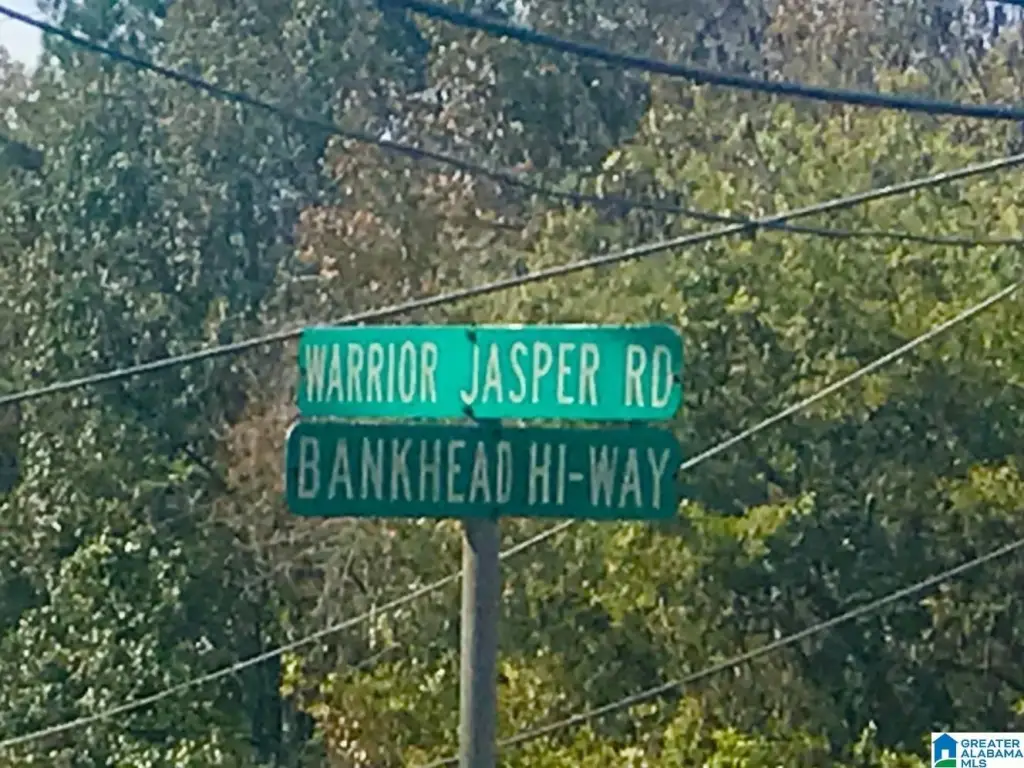 WARRIOR JASPER RD
BANKHEAD HI-WAY
GREATER
ALABAMA
MLS